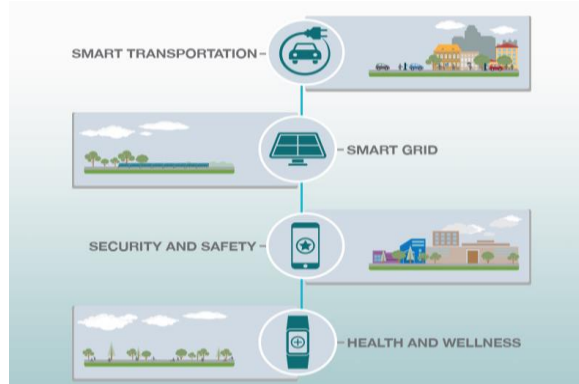 SMART TRANSPORTATION
SMART GRID
SECURITY AND SAFETY
HEALTH AND WELLNESS